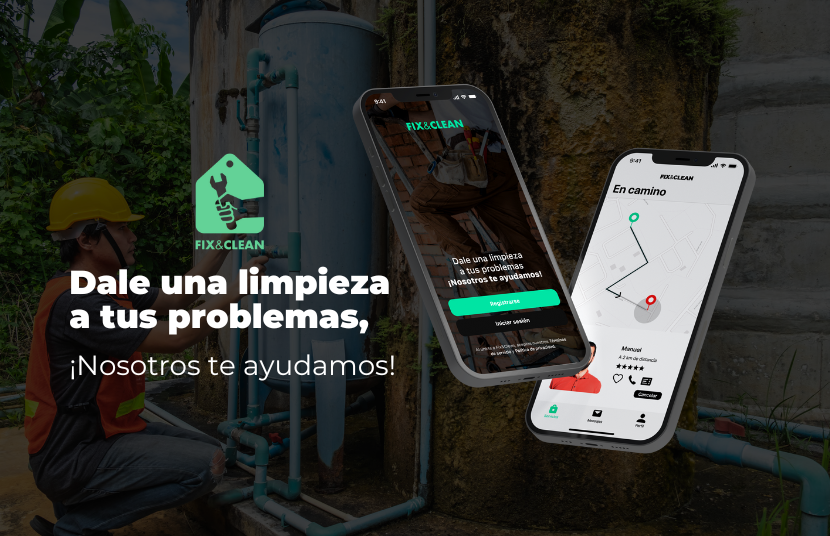 FIX&CLEAN
Dale una limpieza
a tus problemas,
¡Nosotros te ayudamos!
9:41
FIX&CLEAN
Dale una limpieza
a tus problemas
¡Nosotros te ayudamos!
Registrarse
Iniciar sesión
9:41
FIX&CLEAN
En camino
Manuel
A 2 km de distancia
Cancelar
Mensajes
Perfil